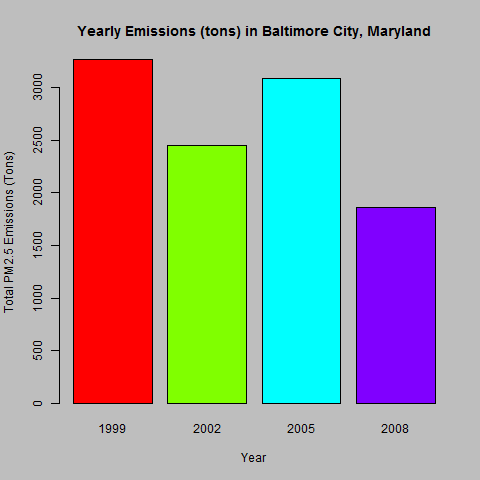 Yearly Emissions (tons) in Baltimore City, Maryland
Total PM2.5 Emissions (Tons)
3000
2500
2000
1500
1000
500
0
1999 2002 2005 2008
Year